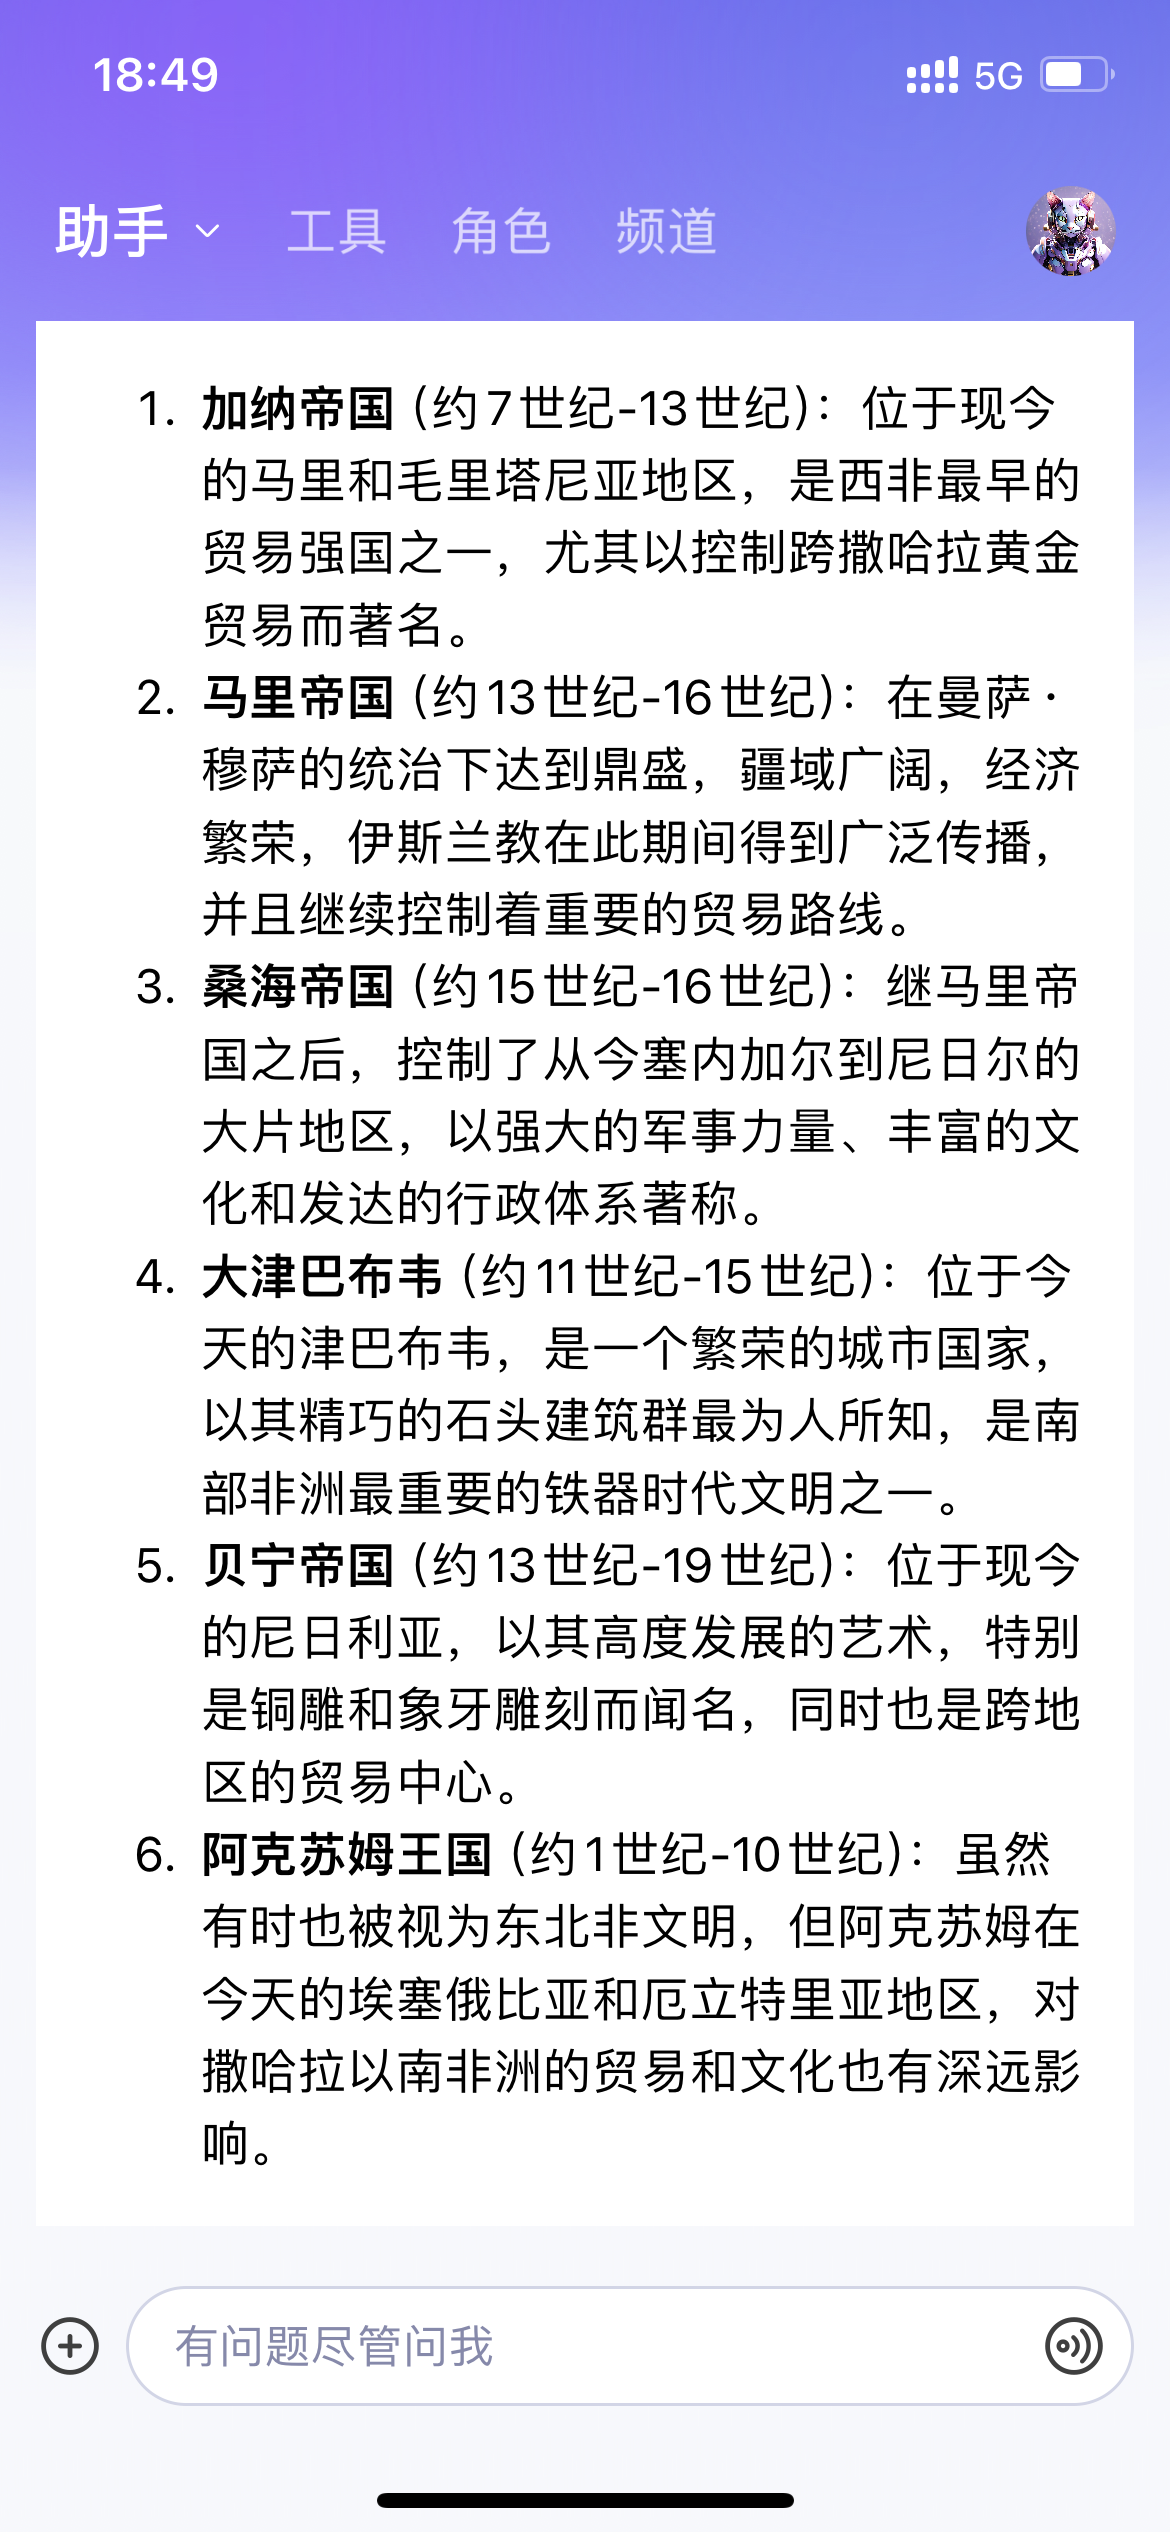 18:49
5G
助手 工具 角色 频道
1. 加纳帝国（约7世纪-13世纪）：位于现今
的马里和毛里塔尼亚地区，是西非最早的
贸易强国之一，尤其以控制跨撒哈拉黄金
贸易而著名。
2. 马里帝国（约13世纪-16世纪）：在曼萨·
穆萨的统治下达到鼎盛，疆域广阔，经济
繁荣，伊斯兰教在此期间得到广泛传播，
并且继续控制着重要的贸易路线。
3. 桑海帝国（约15世纪-16世纪）：继马里帝
国之后，控制了从今塞内加尔到尼日尔的
大片地区，以强大的军事力量、丰富的文
化和发达的行政体系著称。
4. 大津巴布韦（约11世纪-15世纪）：位于今
天的津巴布韦，是一个繁荣的城市国家，
以其精巧的石头建筑群最为人所知，是南
部非洲最重要的铁器时代文明之一。
5. 贝宁帝国（约13世纪-19世纪）：位于现今
的尼日利亚，以其高度发展的艺术，特别
是铜雕和象牙雕刻而闻名，同时也是跨地
区的贸易中心。
6. 阿克苏姆王国（约1世纪-10世纪）：虽然
有时也被视为东北非文明，但阿克苏姆在
今天的埃塞俄比亚和厄立特里亚地区，对
撒哈拉以南非洲的贸易和文化也有深远影
响。
有问题尽管问我